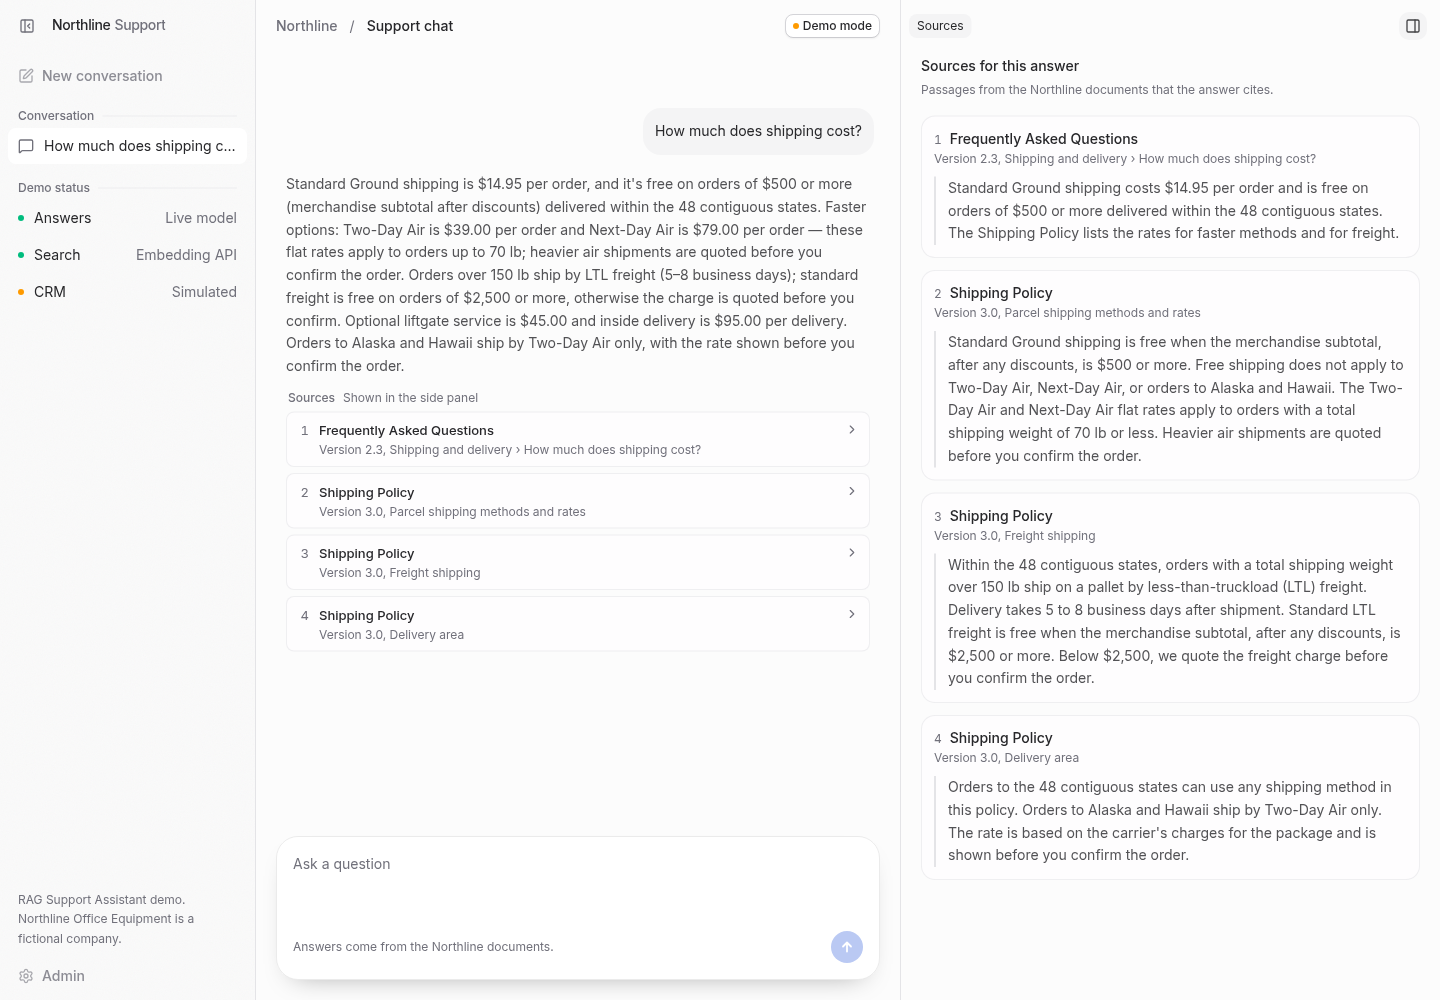 Northline Support
New conversation
Conversation
How much does shipping c...
Demo status
Answers Live model
Search Embedding API
CRM Simulated
RAG Support Assistant demo.
Northline Office Equipment is a
fictional company.
Admin
Northline / Support chat
Demo mode
How much does shipping cost?
Standard Ground shipping is $14.95 per order, and it's free on orders of $500 or more
(merchandise subtotal after discounts) delivered within the 48 contiguous states. Faster
options: Two-Day Air is $39.00 per order and Next-Day Air is $79.00 per order — these
flat rates apply to orders up to 70 lb; heavier air shipments are quoted before you
confirm the order. Orders over 150 lb ship by LTL freight (5–8 business days); standard
freight is free on orders of $2,500 or more, otherwise the charge is quoted before you
confirm. Optional liftgate service is $45.00 and inside delivery is $95.00 per delivery.
Orders to Alaska and Hawaii ship by Two-Day Air only, with the rate shown before you
confirm the order.
Sources Shown in the side panel
1 Frequently Asked Questions
Version 2.3, Shipping and delivery › How much does shipping cost?
2 Shipping Policy
Version 3.0, Parcel shipping methods and rates
3 Shipping Policy
Version 3.0, Freight shipping
4 Shipping Policy
Version 3.0, Delivery area
Ask a question
Answers come from the Northline documents.
Sources
Sources for this answer
Passages from the Northline documents that the answer cites.
1 Frequently Asked Questions
Version 2.3, Shipping and delivery › How much does shipping cost?
Standard Ground shipping costs $14.95 per order and is free on
orders of $500 or more delivered within the 48 contiguous states.
The Shipping Policy lists the rates for faster methods and for freight.
2 Shipping Policy
Version 3.0, Parcel shipping methods and rates
Standard Ground shipping is free when the merchandise subtotal,
after any discounts, is $500 or more. Free shipping does not apply to
Two-Day Air, Next-Day Air, or orders to Alaska and Hawaii. The Two-
Day Air and Next-Day Air flat rates apply to orders with a total
shipping weight of 70 lb or less. Heavier air shipments are quoted
before you confirm the order.
3 Shipping Policy
Version 3.0, Freight shipping
Within the 48 contiguous states, orders with a total shipping weight
over 150 lb ship on a pallet by less-than-truckload (LTL) freight.
Delivery takes 5 to 8 business days after shipment. Standard LTL
freight is free when the merchandise subtotal, after any discounts, is
$2,500 or more. Below $2,500, we quote the freight charge before
you confirm the order.
4 Shipping Policy
Version 3.0, Delivery area
Orders to the 48 contiguous states can use any shipping method in
this policy. Orders to Alaska and Hawaii ship by Two-Day Air only.
The rate is based on the carrier's charges for the package and is
shown before you confirm the order.